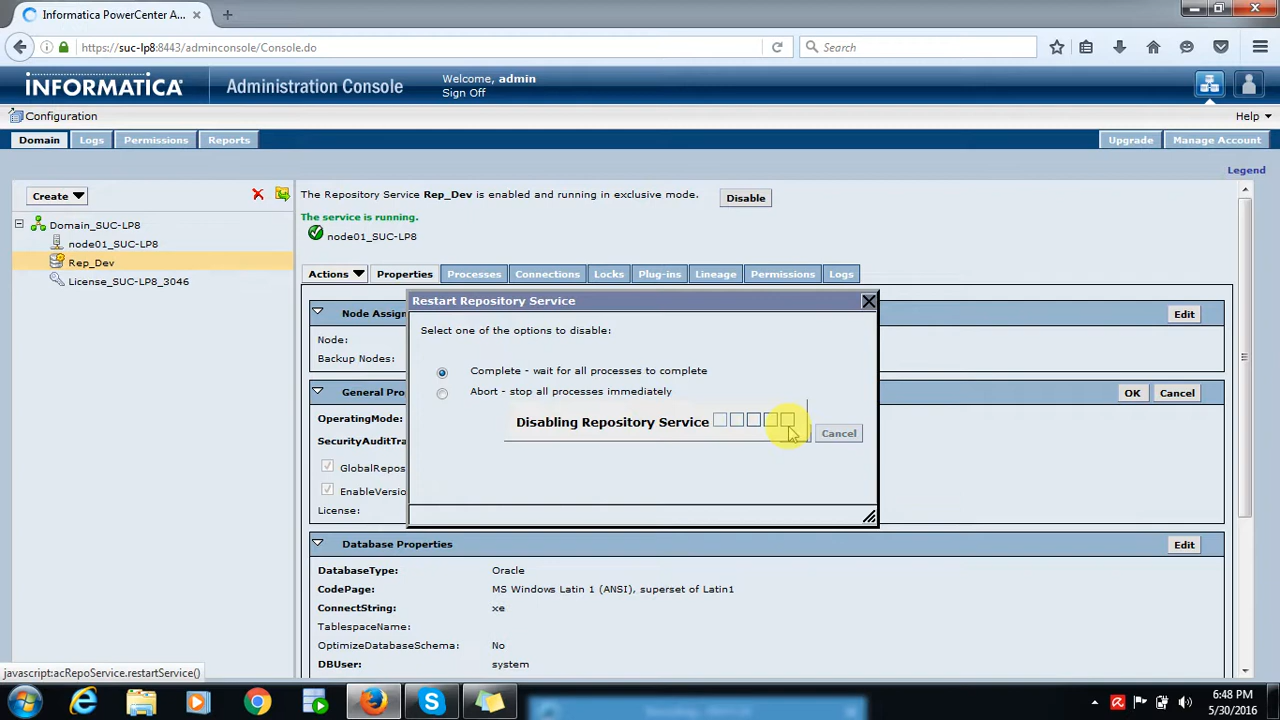 Informatica PowerCenter A...
https://suc-lp8:8443/adminconsole/Console.do
Search
INFORMATICA
Administration Console
Welcome, admin
Sign Off
Configuration
Help
Domain
Logs
Permissions
Reports
Upgrade
Manage Account
Legend
Create
Domain_SUC-LP8
node01_SUC-LP8
Rep_Dev
License_SUC-LP8_3046
The Repository Service Rep_Dev is enabled and running in exclusive mode.
Disable
The service is running.
node01_SUC-LP8
Actions
Properties
Processes
Connections
Locks
Plug-ins
Lineage
Permissions
Logs
Restart Repository Service
Select one of the options to disable:
Complete - wait for all processes to complete
Abort - stop all processes immediately
Disabling Repository Service
Cancel
Node Assign
Edit
Node:
Backup Nodes:
General Pro
OK
Cancel
OperatingMode:
SecurityAuditTra
GlobalRepos
EnableVersio
License:
Database Properties
Edit
DatabaseType: Oracle
CodePage: MS Windows Latin 1 (ANSI), superset of Latin1
ConnectString: xe
TablespaceName:
OptimizeDatabaseSchema: No
DBUser: system
javascript:acRepoService.restartService()
6:48 PM
5/30/2016